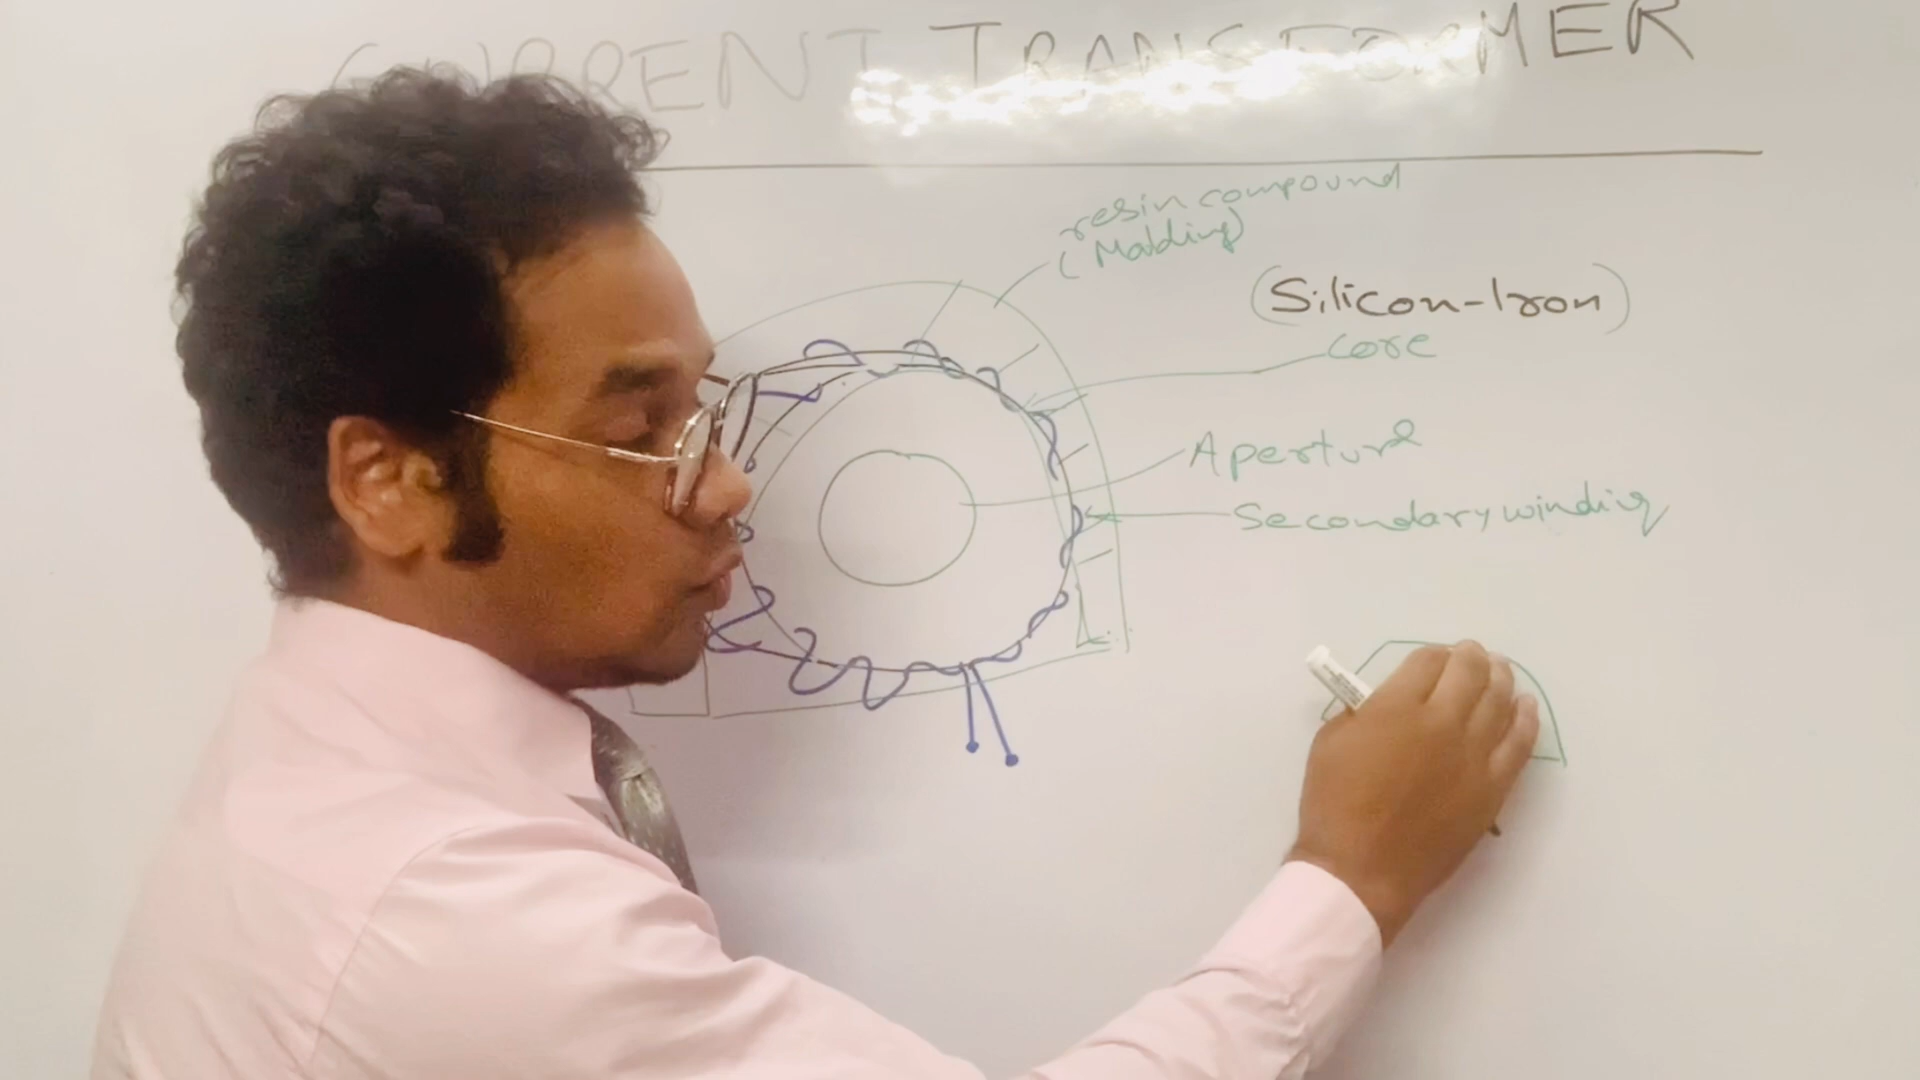 CURRENT TRANSFORMER
resin compound
(Molding)
(Silicon-Iron)
core
Aperture
Secondary winding